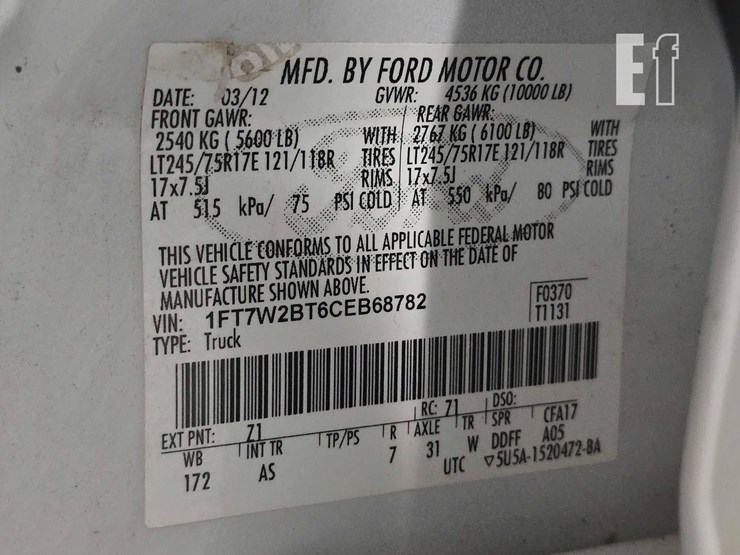 Ef
MFD. BY FORD MOTOR CO.
DATE: 03/12 GVWR: 4536 KG (10000 LB)
FRONT GAWR: REAR GAWR:
2540 KG ( 5600 LB) WITH 2767 KG ( 6100 LB) WITH
LT245/75R17E 121/118R TIRES LT245/75R17E 121/118R TIRES
17x7.5J RIMS 17x7.5J RIMS
AT 515 kPa/ 75 PSI COLD AT 550 kPa/ 80 PSI COLD
THIS VEHICLE CONFORMS TO ALL APPLICABLE FEDERAL MOTOR
VEHICLE SAFETY STANDARDS IN EFFECT ON THE DATE OF
MANUFACTURE SHOWN ABOVE.
VIN: 1FT7W2BT6CEB68782 F0370
TYPE: Truck T1131
RC: 71 DSO:
EXT PNT: Z1
WB INT TR TP/PS R AXLE TR SPR CFA17
172 AS 7 31 W DDFF A05
UTC ▽5U5A-1520472-BA